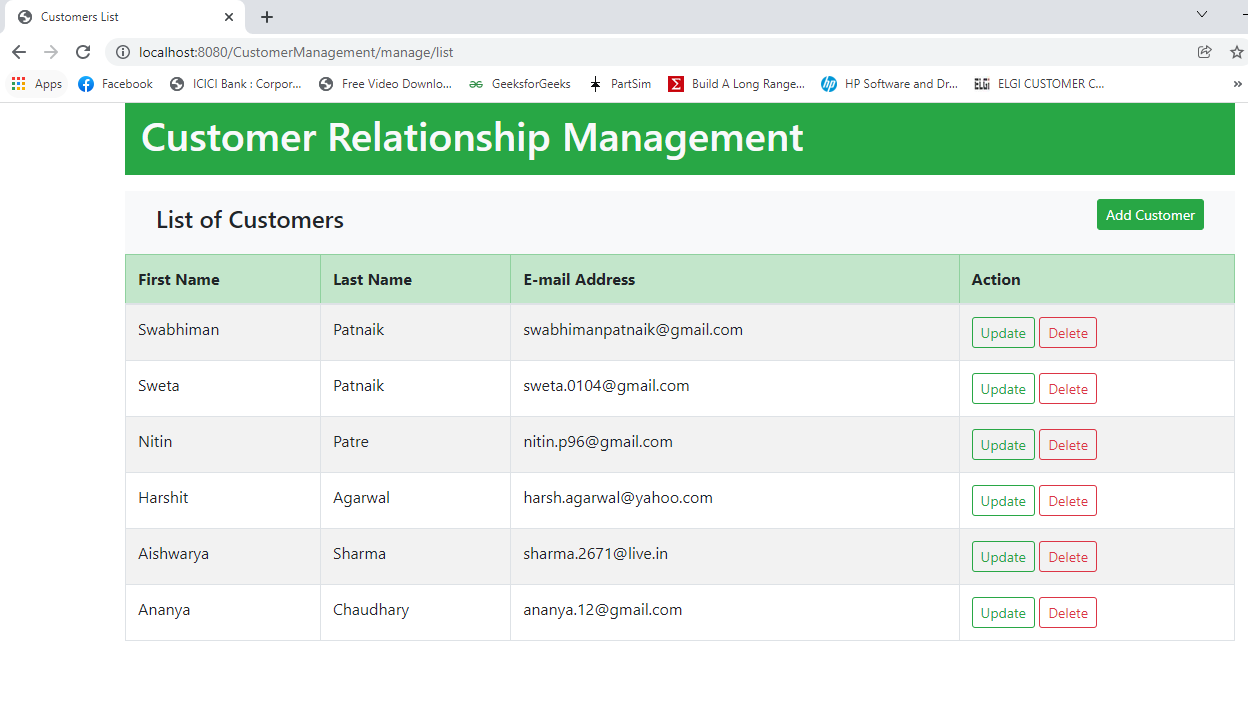 Customers List
localhost:8080/CustomerManagement/manage/list
Apps Facebook ICICI Bank : Corpor... Free Video Downlo... GeeksforGeeks PartSim Σ Build A Long Range... hp HP Software and Dr... ELGi ELGI CUSTOMER C... »
Customer Relationship Management
List of Customers Add Customer
First Name Last Name E-mail Address Action
Swabhiman Patnaik swabhimanpatnaik@gmail.com Update Delete
Sweta Patnaik sweta.0104@gmail.com Update Delete
Nitin Patre nitin.p96@gmail.com Update Delete
Harshit Agarwal harsh.agarwal@yahoo.com Update Delete
Aishwarya Sharma sharma.2671@live.in Update Delete
Ananya Chaudhary ananya.12@gmail.com Update Delete